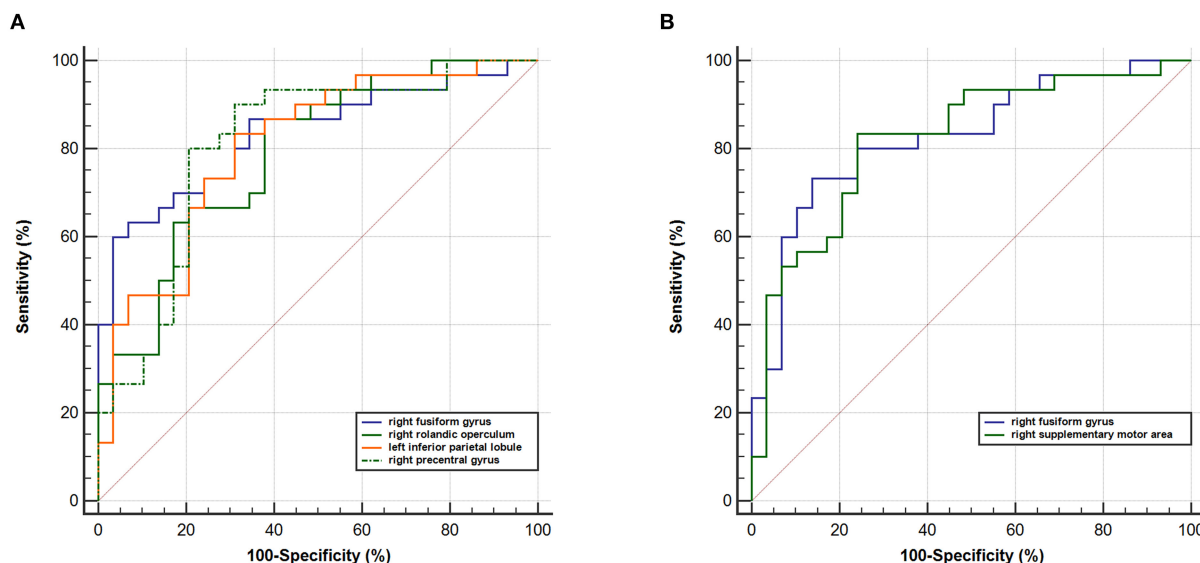 A
100
80
60
40
20
0
Sensitivity (%)
0 20 40 60 80 100
100-Specificity (%)
right fusiform gyrus
right rolandic operculum
left inferior parietal lobule
right precentral gyrus
B
100
80
60
40
20
0
Sensitivity (%)
0 20 40 60 80 100
100-Specificity (%)
right fusiform gyrus
right supplementary motor area